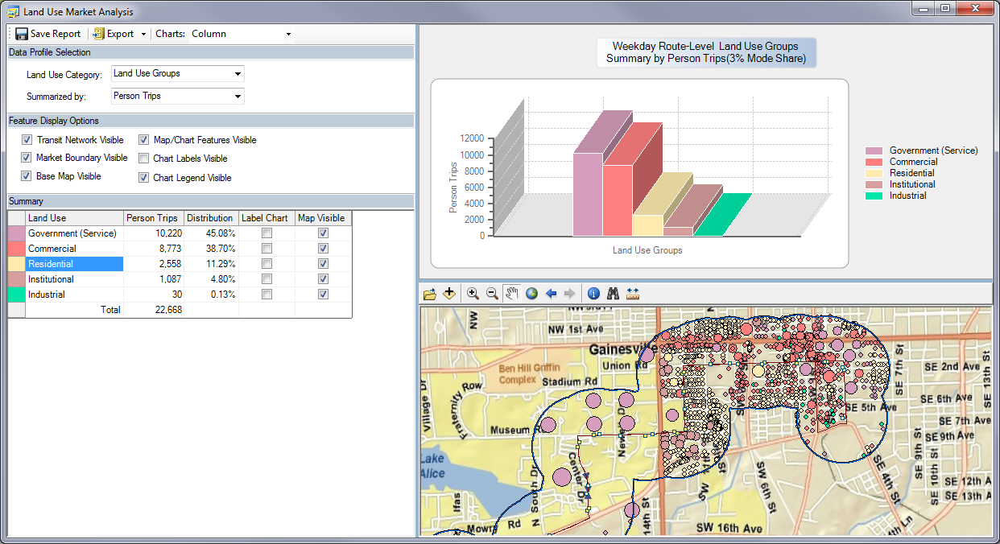 Land Use Market Analysis
Save Report Export Charts: Column
Data Profile Selection
Land Use Category: Land Use Groups
Summarized by: Person Trips
Feature Display Options
Transit Network Visible Map/Chart Features Visible
Market Boundary Visible Chart Labels Visible
Base Map Visible Chart Legend Visible
Summary
Land Use Person Trips Distribution Label Chart Map Visible
Government (Service) 10,220 45.08%
Commercial 8,773 38.70%
Residential 2,558 11.29%
Institutional 1,087 4.80%
Industrial 30 0.13%
Total 22,668
Weekday Route-Level Land Use Groups
Summary by Person Trips(3% Mode Share)
12000
10000
8000
6000
4000
2000
0
Person Trips
Land Use Groups
Government (Service)
Commercial
Residential
Institutional
Industrial
NW
NW 1st Ave
Gainesville
Union Rd
Ben Hill Griffin
Complex
Stadium Rd
Village Dr
Fraternity Row
Museum Rd
Center Dr
Lake
Alice
N South Dr
Ifas
Mowry Rd
SW 16th Ave
SW 6th St
SE 4th St
SE 2nd Ave
SE 7th St
SE 13th St
SE 6th Ave
SE 5th Ave
SE 7th Ave
SE 9th Ave
SE 9th St
SE 10th St
SE 12th A
SE 13th A
14th St
4th Ln